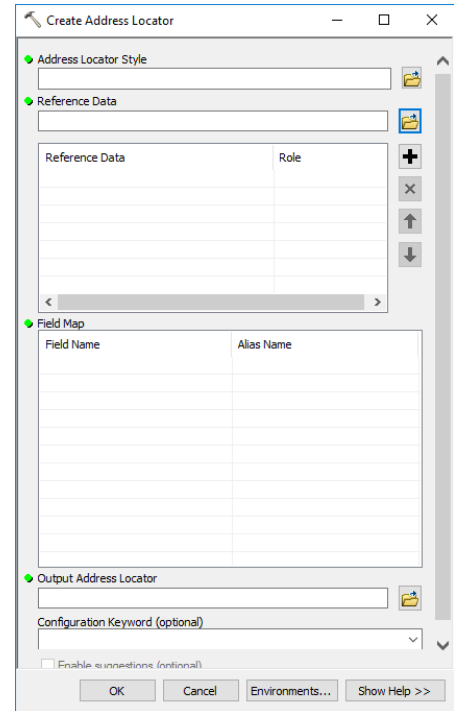 Create Address Locator
Address Locator Style
Reference Data
Reference Data Role
Field Map
Field Name Alias Name
Output Address Locator
Configuration Keyword (optional)
Enable suggestions (optional)
OK Cancel Environments... Show Help >>